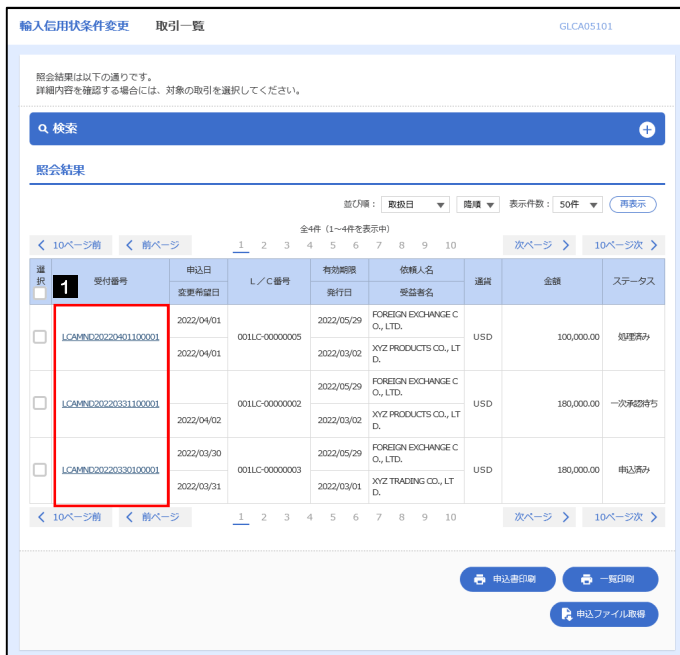 輸入信用状条件変更 取引一覧 GLCA05101
照会結果は以下の通りです。
詳細内容を確認する場合には、対象の取引を選択してください。
検索
照会結果
並び順： 取扱日 ▼ 降順 ▼ 表示件数： 50件 ▼ 再表示
全4件（1～4件を表示中）
10ページ前 前ページ 1 2 3 4 5 6 7 8 9 10 次ページ 10ページ次
選択 受付番号 申込日 L／C番号 有効期限 依頼人名 通貨 金額 ステータス
1
変更希望日 発行日 受益者名
2022/04/01 2022/05/29 FOREIGN EXCHANGE C
O., LTD.
LCAMND20220401100001 001LC-00000005 USD 100,000.00 処理済み
2022/04/01 2022/03/02 XYZ PRODUCTS CO., LT
D.
2022/05/29 FOREIGN EXCHANGE C
O., LTD.
LCAMND20220331100001 001LC-00000002 USD 180,000.00 一次承認待ち
2022/04/02 2022/03/02 XYZ PRODUCTS CO., LT
D.
2022/03/30 2022/05/29 FOREIGN EXCHANGE C
O., LTD.
LCAMND20220330100001 001LC-00000003 USD 180,000.00 申込済み
2022/03/31 2022/03/01 XYZ TRADING CO., LT
D.
10ページ前 前ページ 1 2 3 4 5 6 7 8 9 10 次ページ 10ページ次
申込書印刷 一覧印刷
申込ファイル取得